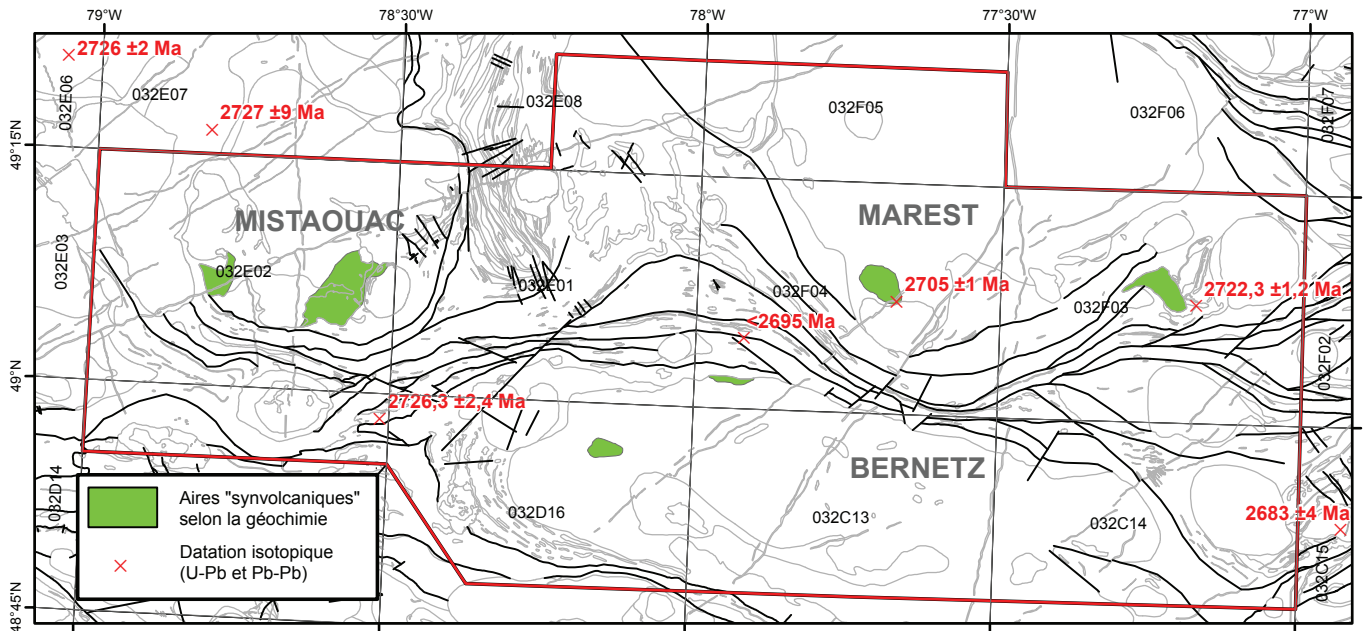 79°W
78°30'W
78°W
77°30'W
77°W
2726 ±2 Ma
032E06
032E07
032E08
032F05
032F06
032F07
2727 ±9 Ma
49°15'N
MISTAOUAC
MAREST
032E03
032E02
032E01
032F04
2705 ±1 Ma
032F03
2722,3 ±1,2 Ma
<2695 Ma
032F02
49°N
2726,3 ±2,4 Ma
BERNETZ
032D14
032D16
032C13
032C14
2683 ±4 Ma
032C15
Aires "synvolcaniques"
selon la géochimie
Datation isotopique
(U-Pb et Pb-Pb)
48°45'N